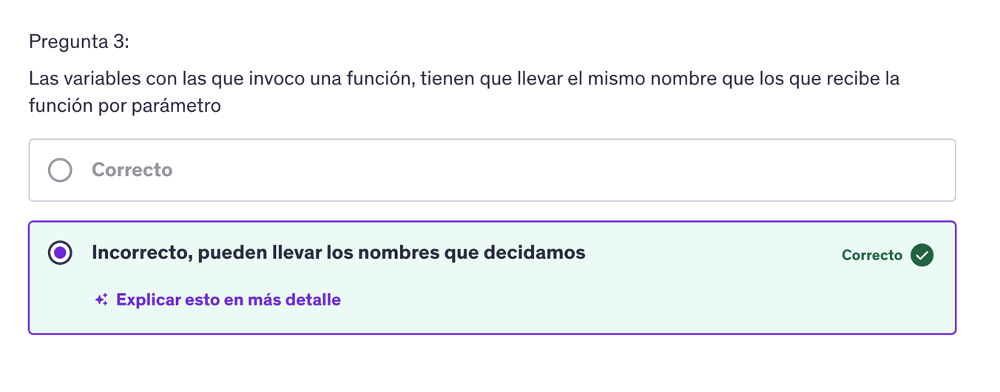 Pregunta 3:
Las variables con las que invoco una función, tienen que llevar el mismo nombre que los que recibe la
función por parámetro
Correcto
Incorrecto, pueden llevar los nombres que decidamos
Correcto
Explicar esto en más detalle